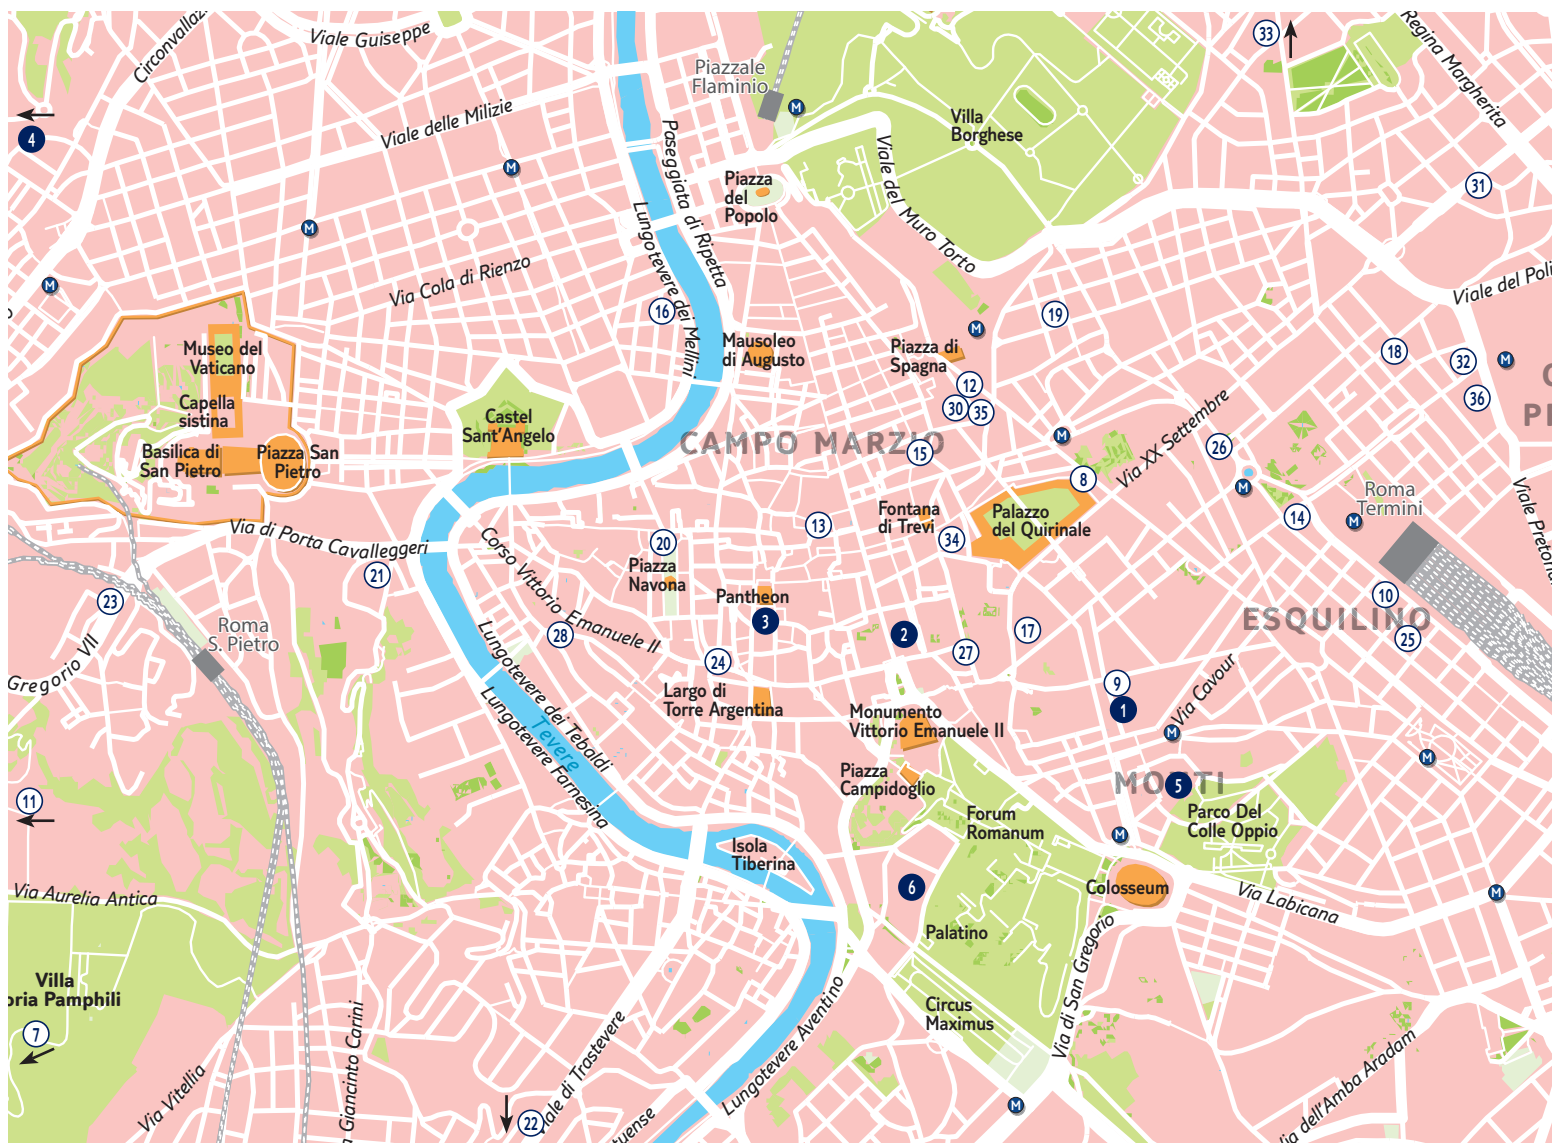 Circonvallaz
Viale Guiseppe
33
Regina Margherita
Piazzale
Flaminio
M
4
Viale delle Milizie
M
Villa
Borghese
Paseggiata di Ripetta
Viale del Muro Torto
Piazza
del
Popolo
31
M
Lungotevere dei Mellini
Via Cola di Rienzo
M
Viale del Poli
16
19
M
Museo del
Vaticano
Mausoleo
di Augusto
Piazza di
Spagna
18
32
M
12
36
Capella
sistina
Castel
Sant'Angelo
30
35
Via XX Settembre
CAMPO MARZIO
15
M
26
Basilica di
San Pietro
Piazza San
Pietro
8
M
Roma
Termini
Viale Pretoria
Fontana
di Trevi
Palazzo
del Quirinale
14
M
13
Via di Porta Cavalleggeri
Corso Vittorio Emanuele II
20
34
Piazza
Navona
21
Pantheon
23
10
ESQUILINO
3
Roma
S. Pietro
28
2
17
25
27
24
Gregorio VII
Lungotevere dei Tebaldi
Lungotevere Farnesina
Tevere
Largo di
Torre Argentina
9
1
Via Cavour
Monumento
Vittorio Emanuele II
M
M
Piazza
Campidoglio
MONTI
5
11
Forum
Romanum
Parco Del
Colle Oppio
M
Isola
Tiberina
6
Colosseum
Via Labicana
M
Via Aurelia Antica
Palatino
Via di San Gregorio
Villa
oria Pamphili
Circus
Maximus
7
Lungotevere Aventino
Giancinto Carini
Via Vitellia
ale di Trastevere
22
tuense
M
ia dell'Amba Aradam